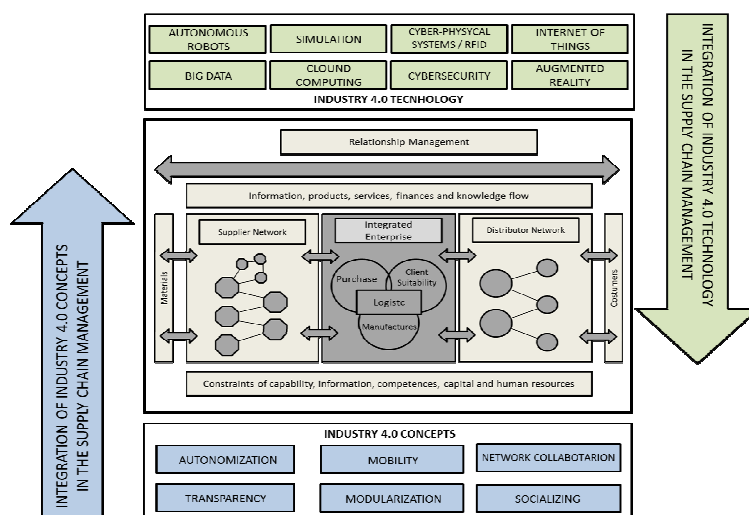 AUTONOMOUS
ROBOTS
SIMULATION
CYBER-PHYSYCAL
SYSTEMS / RFID
INTERNET OF
THINGS
BIG DATA
CLOUND
COMPUTING
CYBERSECURITY
AUGMENTED
REALITY
INDUSTRY 4.0 TECNHOLOGY
INTEGRATION OF INDUSTRY 4.0 TECHNOLOGY
IN THE SUPPLY CHAIN MANAGEMENT
Relationship Management
Information, products, services, finances and knowledge flow
Supplier Network
Integrated
Enterprise
Distributor Network
Materials
Purchase
Client
Suitability
Logistc
Manufactures
Costumers
Constraints of capability, Information, competences, capital and human resources
INTEGRATION OF INDUSTRY 4.0 CONCEPTS
IN THE SUPPLY CHAIN MANAGEMENT
INDUSTRY 4.0 CONCEPTS
AUTONOMIZATION
MOBILITY
NETWORK COLLABOTARION
TRANSPARENCY
MODULARIZATION
SOCIALIZING